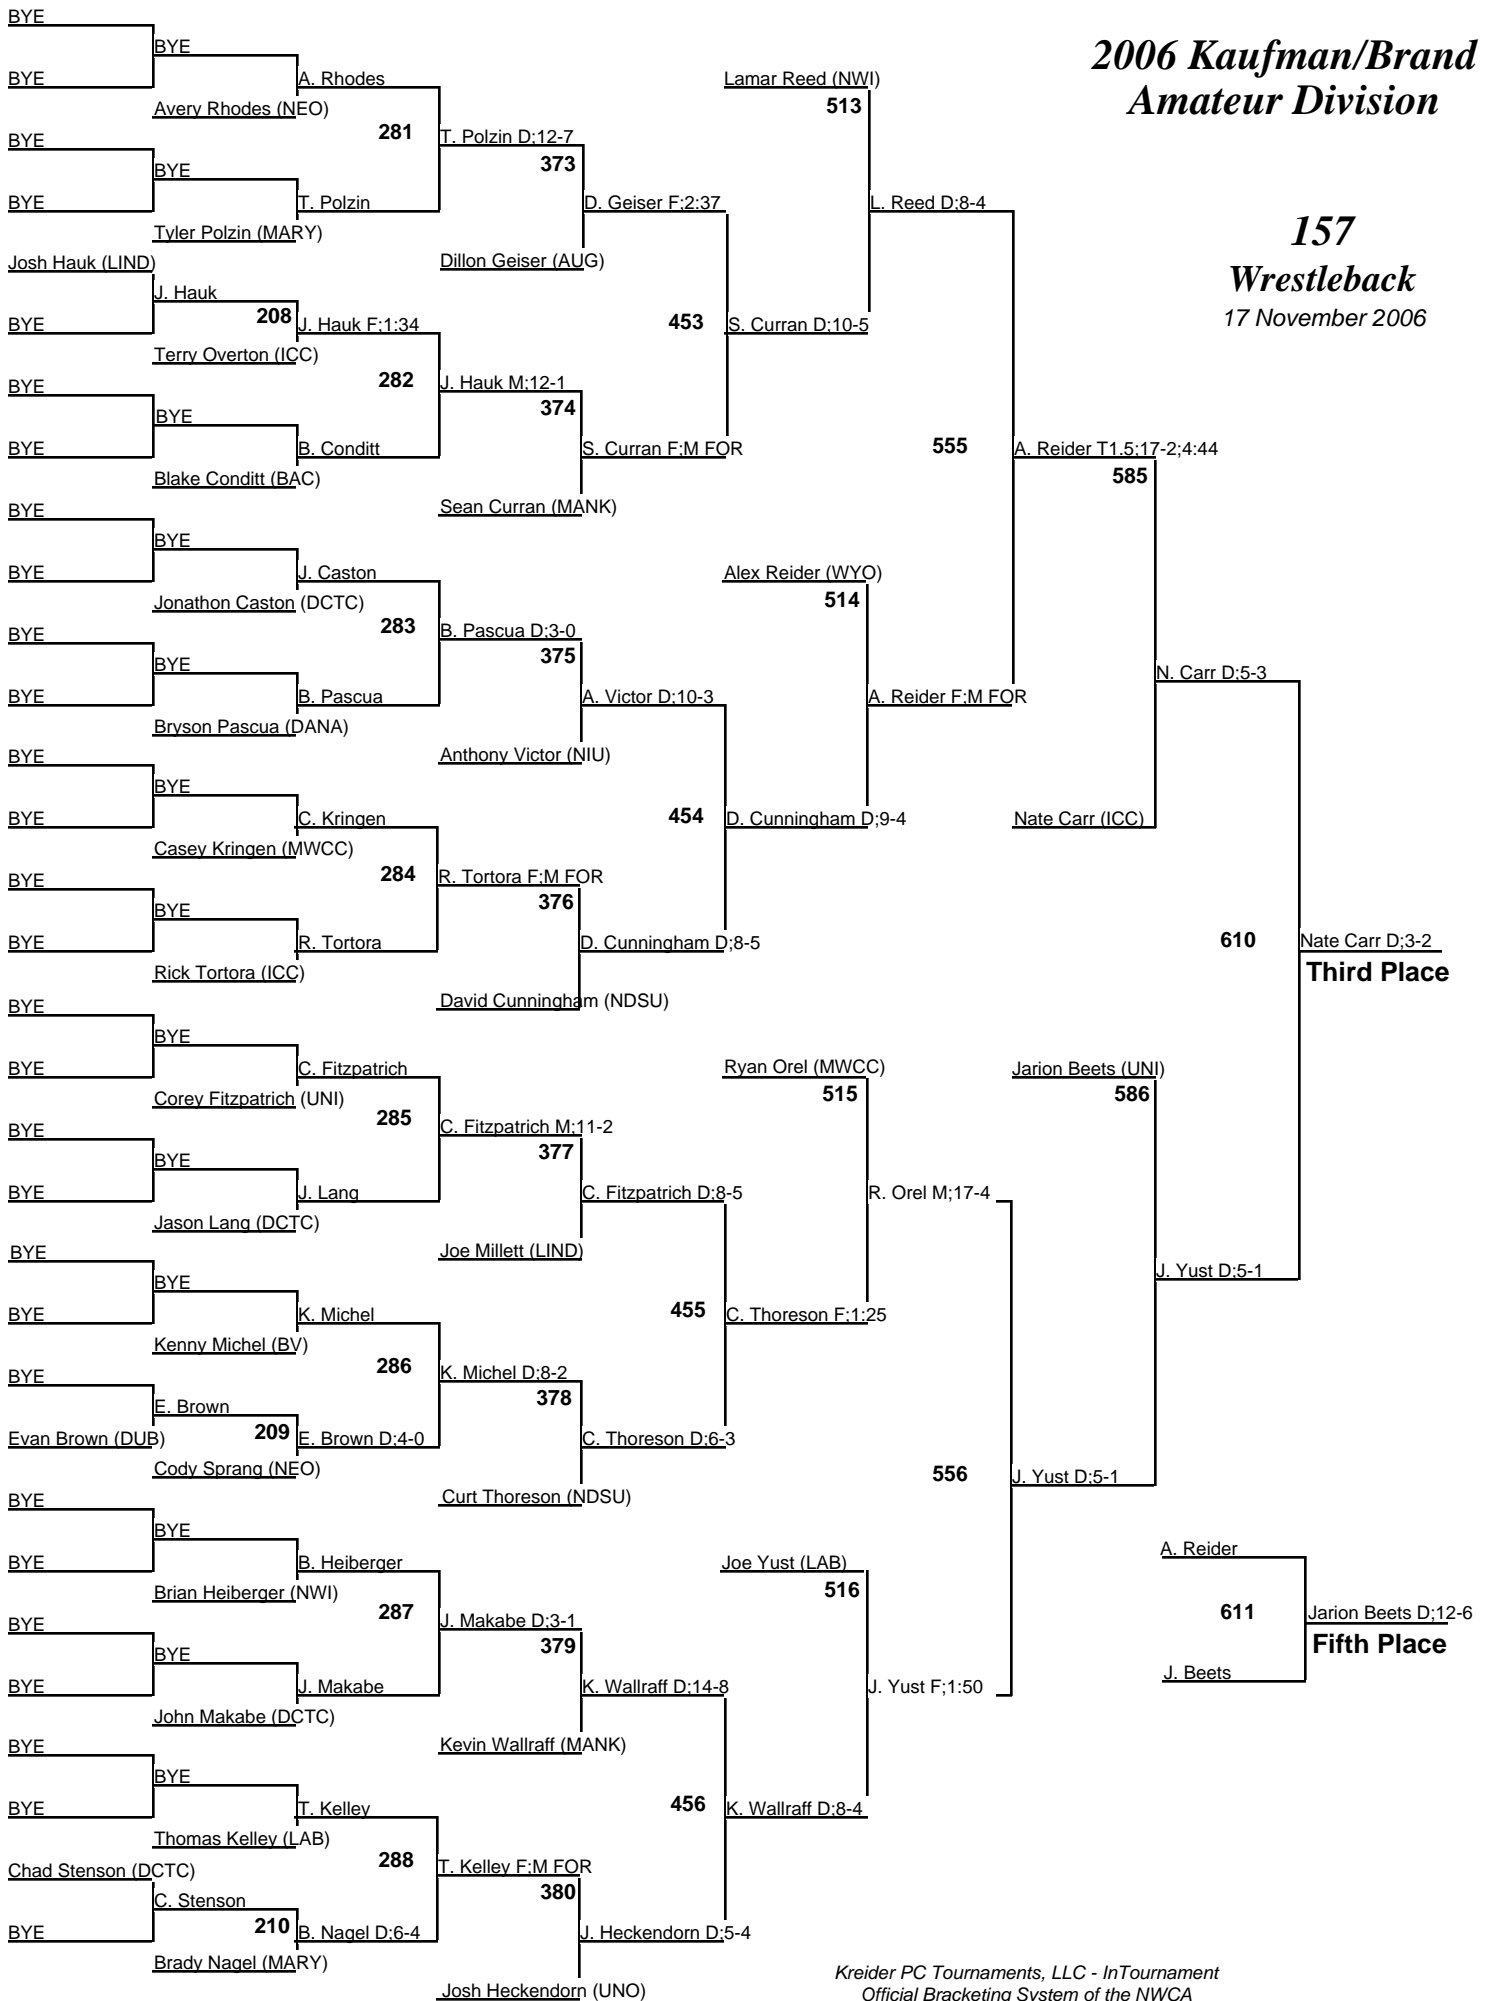 2006 Kaufman/Brand
Amateur Division
157
Wrestleback
17 November 2006
BYE
BYE
BYE
A. Rhodes
Avery Rhodes (NEO)
281
BYE
T. Polzin D;12-7
373
BYE
BYE
T. Polzin
Tyler Polzin (MARY)
D. Geiser F;2:37
Dillon Geiser (AUG)
Josh Hauk (LIND)
J. Hauk
208
BYE
J. Hauk F;1:34
Terry Overton (ICC)
282
BYE
J. Hauk M;12-1
374
BYE
BYE
B. Conditt
Blake Conditt (BAC)
S. Curran F;M FOR
Sean Curran (MANK)
453
S. Curran D;10-5
Lamar Reed (NWI)
513
L. Reed D;8-4
BYE
BYE
BYE
J. Caston
Jonathon Caston (DCTC)
283
BYE
B. Pascua D;3-0
375
BYE
BYE
B. Pascua
Bryson Pascua (DANA)
A. Victor D;10-3
Anthony Victor (NIU)
BYE
BYE
BYE
C. Kringen
Casey Kringen (MWCC)
284
BYE
R. Tortora F;M FOR
376
BYE
BYE
R. Tortora
Rick Tortora (ICC)
D. Cunningham D;8-5
David Cunningham (NDSU)
454
D. Cunningham D;9-4
Alex Reider (WYO)
514
A. Reider F;M FOR
555
A. Reider T1.5;17-2;4:44
585
Nate Carr (ICC)
N. Carr D;5-3
610
Nate Carr D;3-2
Third Place
BYE
BYE
BYE
C. Fitzpatrich
Corey Fitzpatrich (UNI)
285
BYE
C. Fitzpatrich M;11-2
377
BYE
BYE
J. Lang
Jason Lang (DCTC)
C. Fitzpatrich D;8-5
Joe Millett (LIND)
BYE
BYE
BYE
K. Michel
Kenny Michel (BV)
286
BYE
K. Michel D;8-2
378
E. Brown
209
Evan Brown (DUB)
E. Brown D;4-0
Cody Sprang (NEO)
C. Thoreson D;6-3
Curt Thoreson (NDSU)
455
C. Thoreson F;1:25
Ryan Orel (MWCC)
515
R. Orel M;17-4
Jarion Beets (UNI)
586
J. Yust D;5-1
556
J. Yust D;5-1
BYE
BYE
BYE
B. Heiberger
Brian Heiberger (NWI)
287
BYE
J. Makabe D;3-1
379
BYE
BYE
J. Makabe
John Makabe (DCTC)
K. Wallraff D;14-8
Kevin Wallraff (MANK)
BYE
BYE
BYE
T. Kelley
Thomas Kelley (LAB)
288
Chad Stenson (DCTC)
T. Kelley F;M FOR
380
C. Stenson
210
BYE
B. Nagel D;6-4
Brady Nagel (MARY)
J. Heckendorn D;5-4
Josh Heckendorn (UNO)
456
K. Wallraff D;8-4
Joe Yust (LAB)
516
J. Yust F;1:50
A. Reider
611
Jarion Beets D;12-6
Fifth Place
J. Beets
Kreider PC Tournaments, LLC - InTournament
Official Bracketing System of the NWCA